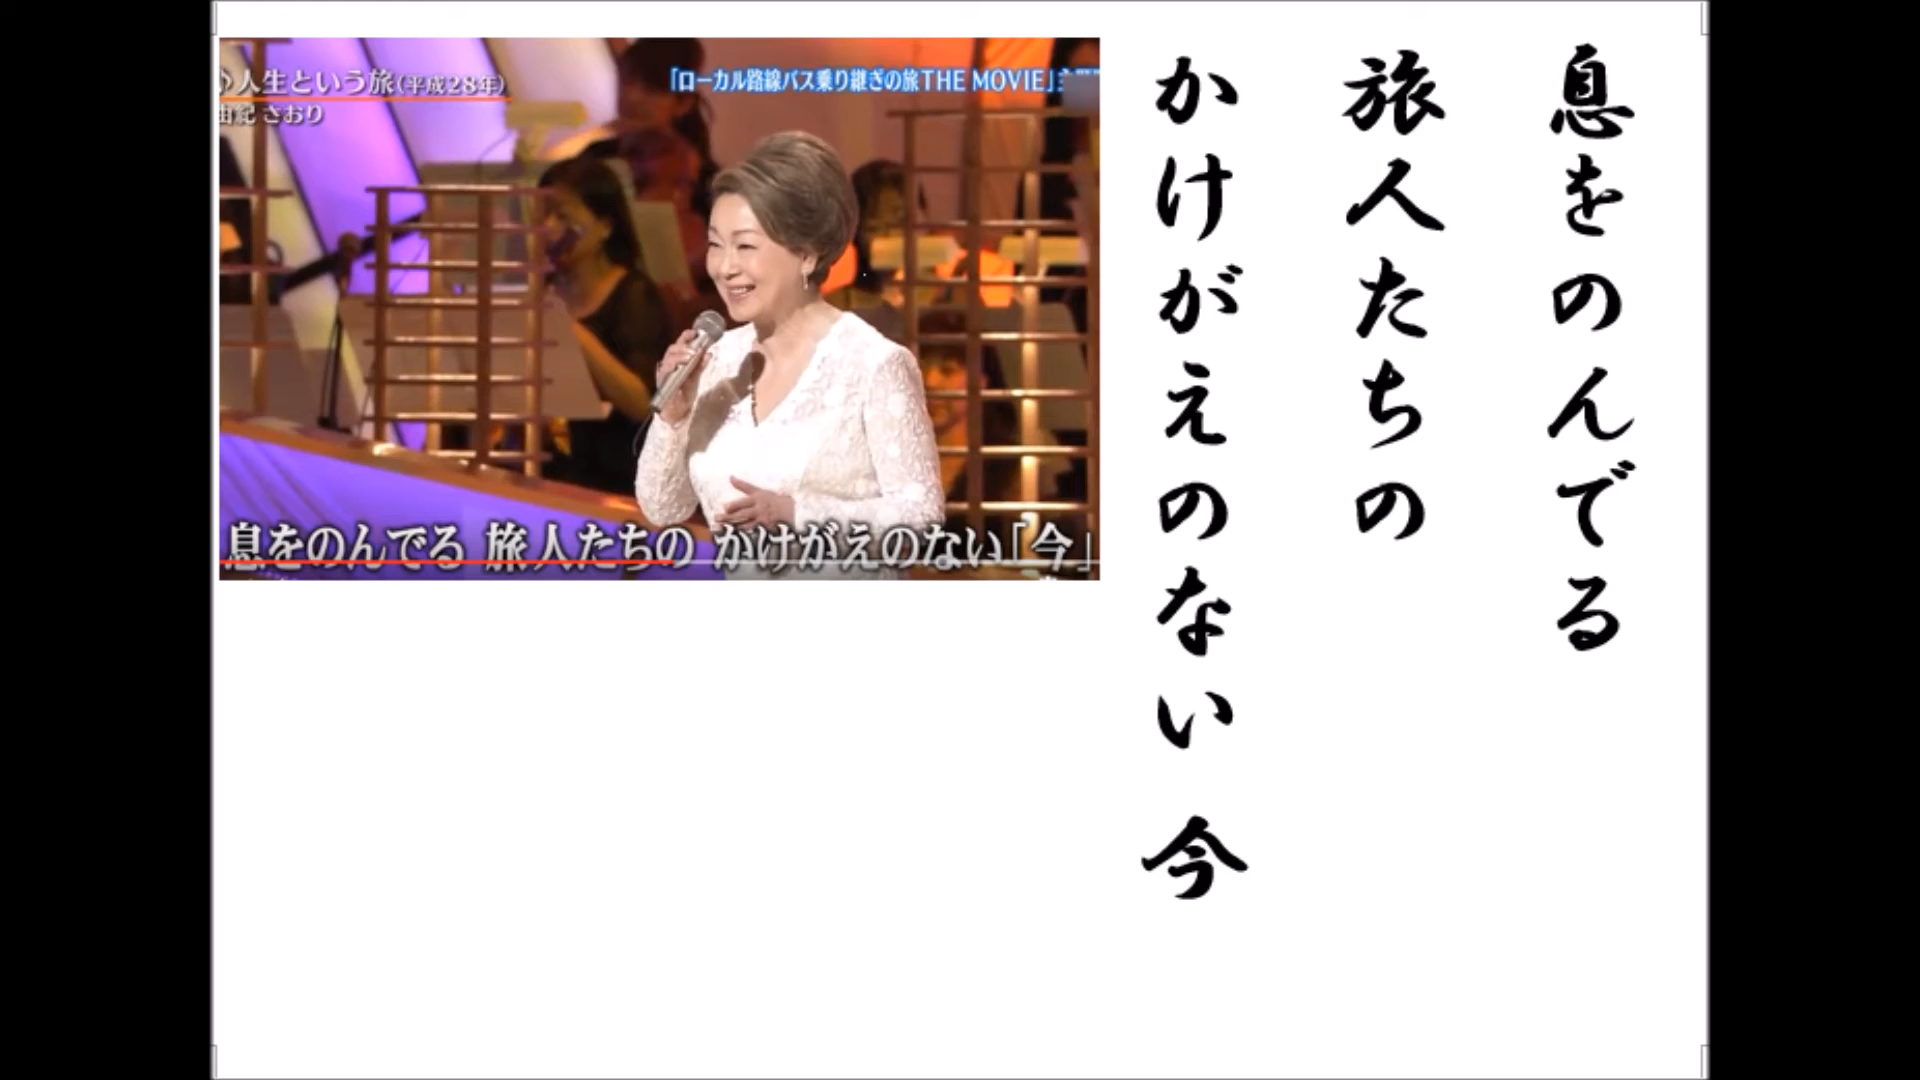 ♪人生という旅(平成28年)
由紀 さおり
「ローカル路線バス乗り継ぎの旅THE MOVIE」主
息をのんでる 旅人たちの かけがえのない「今」
息をのんでる
旅人たちの
かけがえのない 今